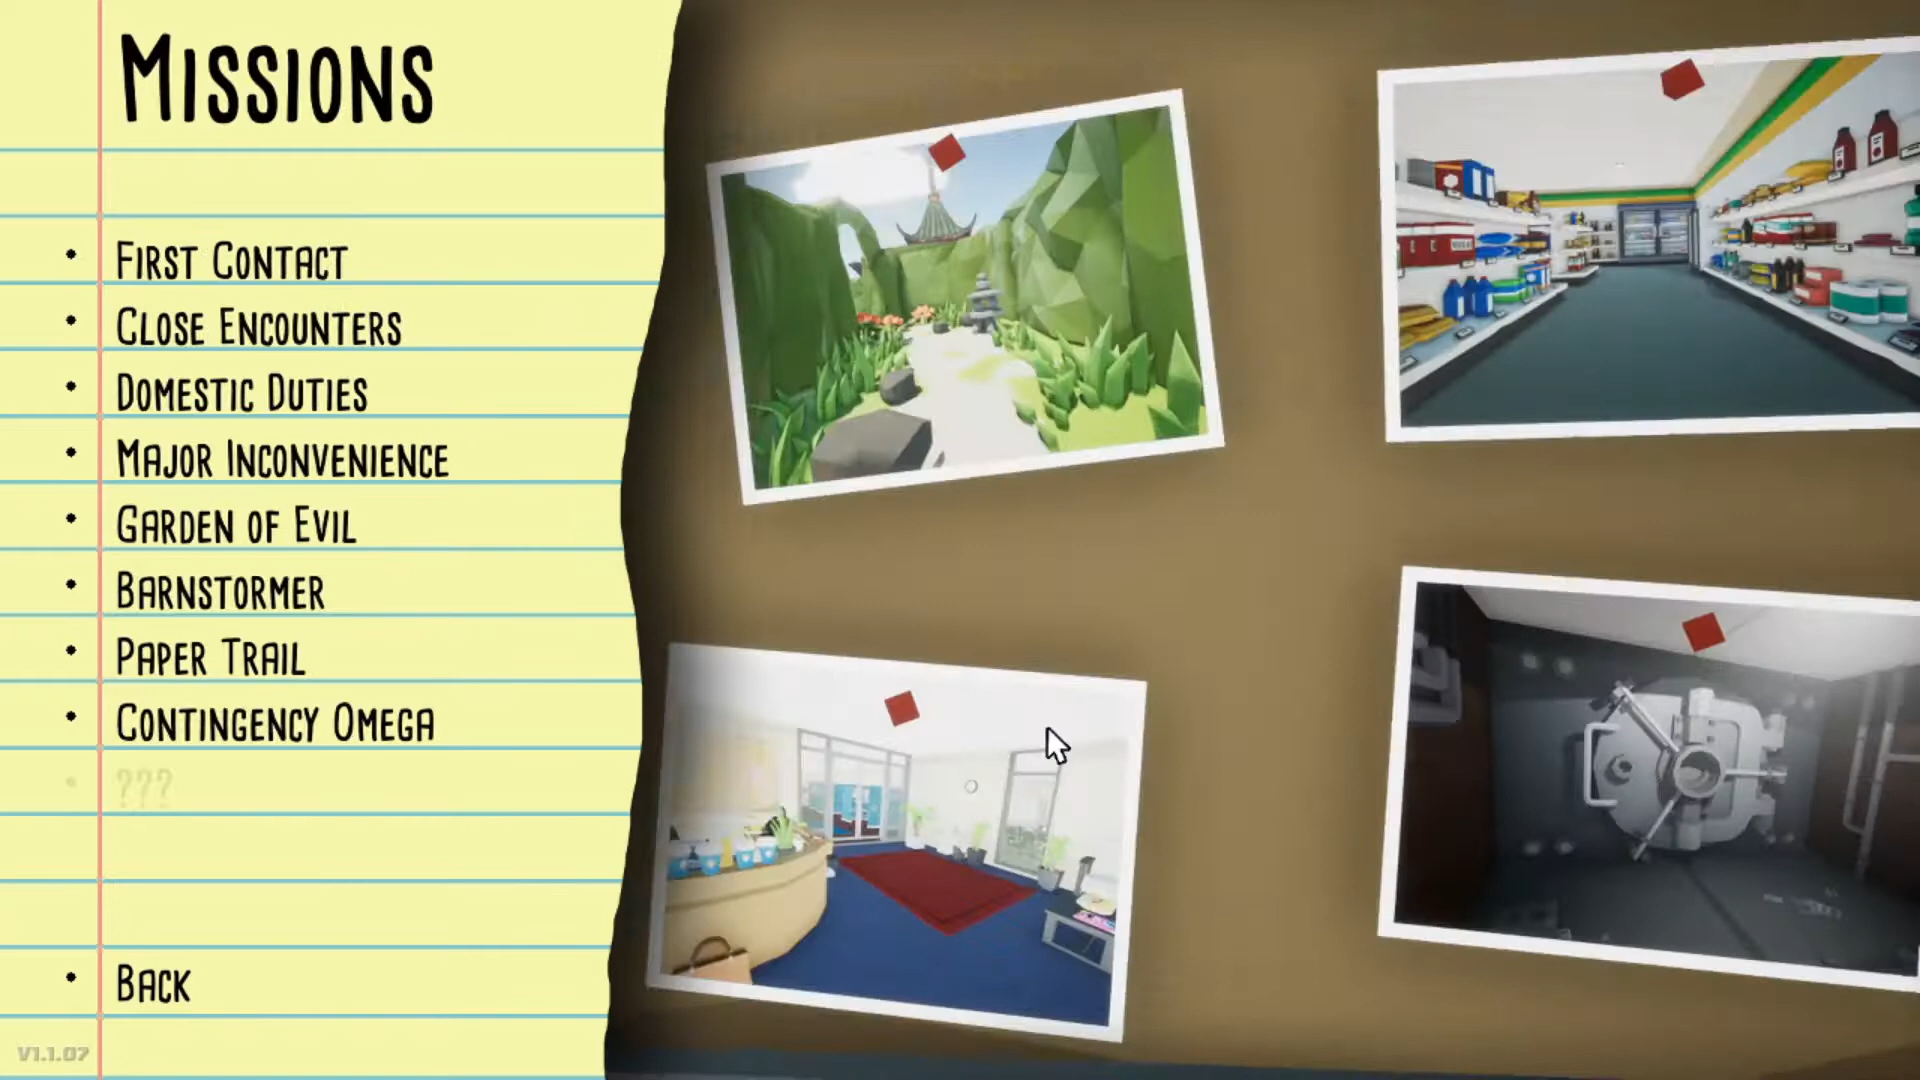 Missions
First Contact
Close Encounters
Domestic Duties
Major Inconvenience
Garden of Evil
Barnstormer
Paper Trail
Contingency Omega
???
Back
V1.1.07